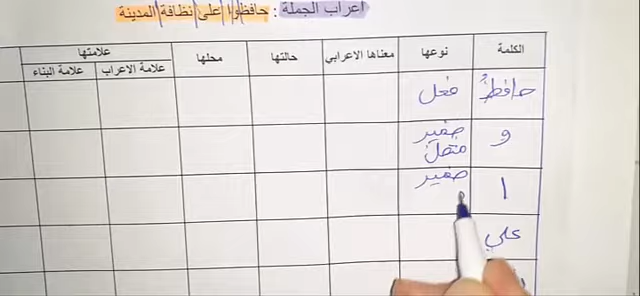 اعراب الجملة : حافظوا على نظافة المدينة
الكلمة نوعها معناها الاعرابي حالتها محلها علامتها
علامة الاعراب علامة البناء
حافظُ فعل
و ضمير
متصل
ا ضمير
علي